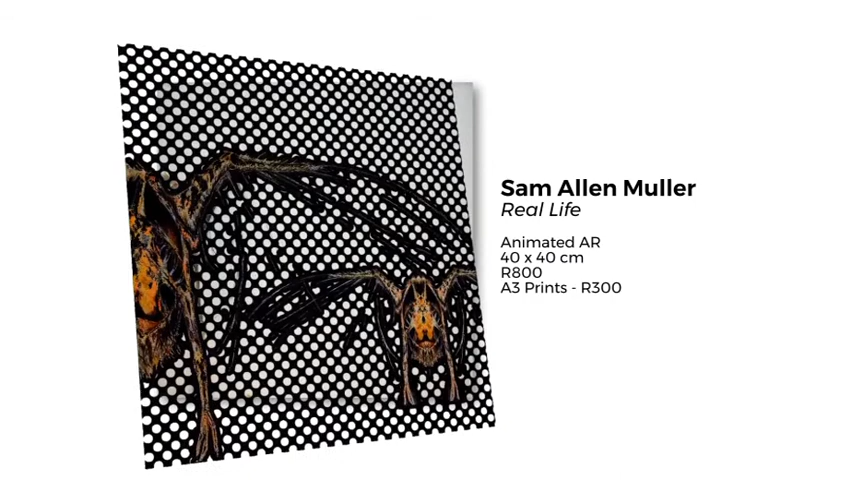 Sam Allen Muller
Real Life
Animated AR
40 x 40 cm
R800
A3 Prints - R300